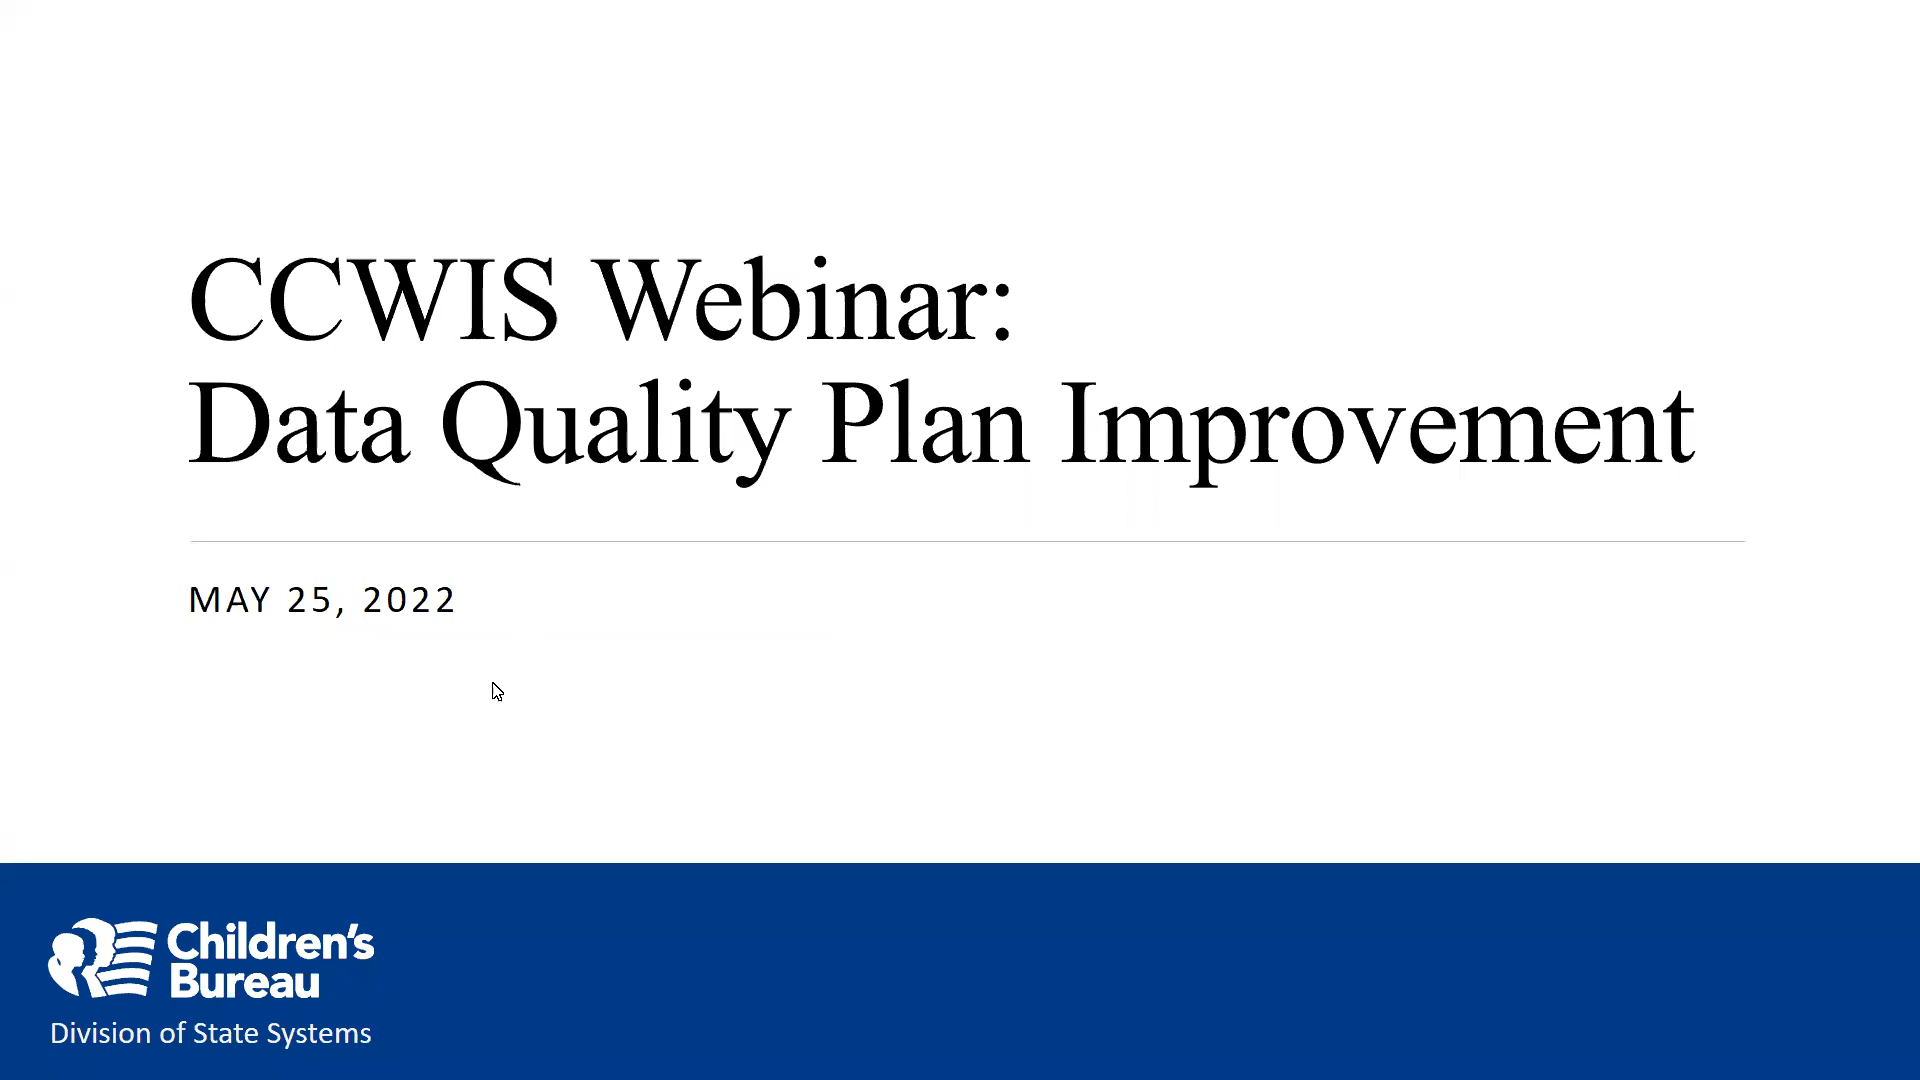 CCWIS Webinar:
Data Quality Plan Improvement
MAY 25, 2022
Children's
Bureau
Division of State Systems